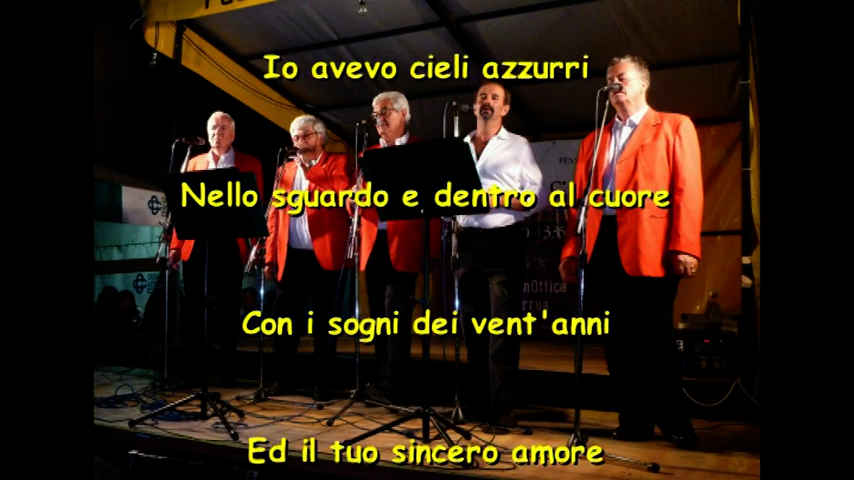 Io avevo cieli azzurri
Nello sguardo e dentro al cuore
Con i sogni dei vent'anni
Ed il tuo sincero amore